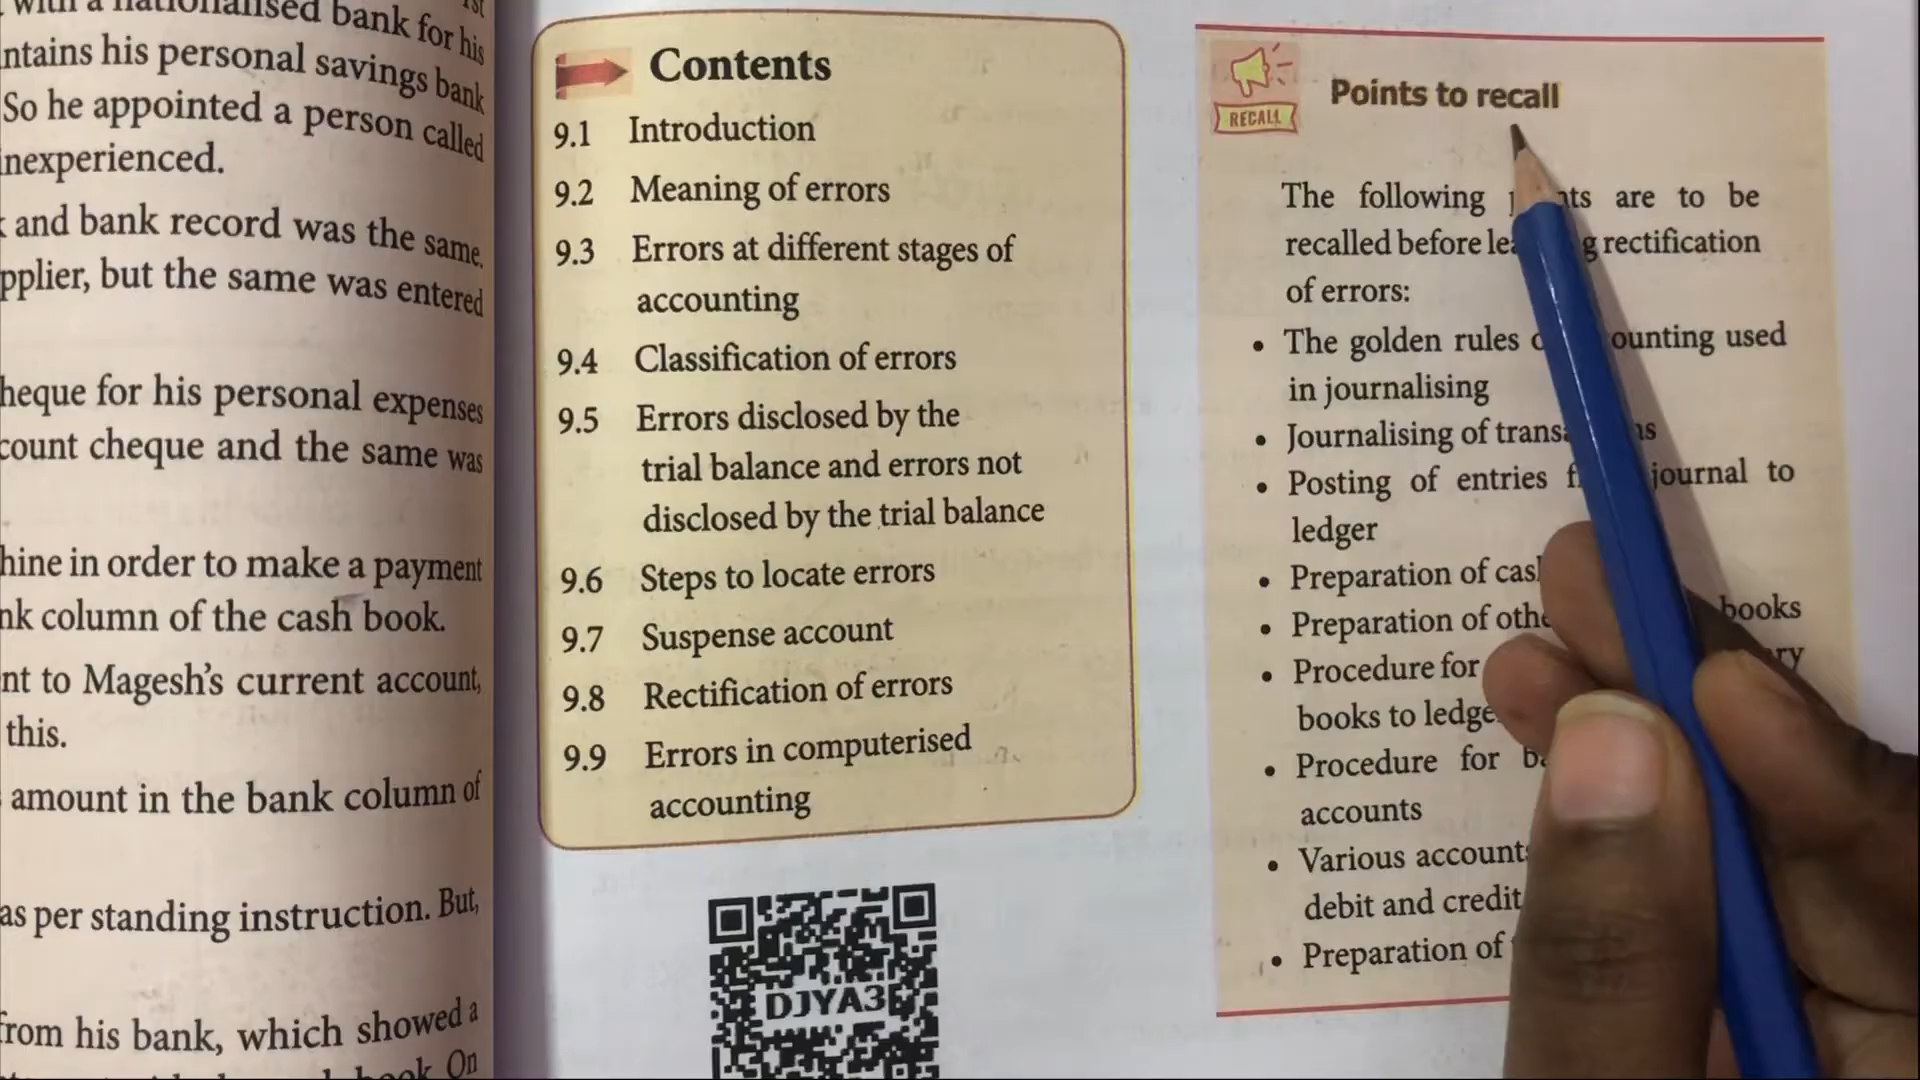 with a nationalised bank for his
ntains his personal savings bank
So he appointed a person called
inexperienced.
and bank record was the same.
pplier, but the same was entered
heque for his personal expenses
count cheque and the same was
hine in order to make a payment
nk column of the cash book.
nt to Magesh's current account,
this.
amount in the bank column of
as per standing instruction. But,
from his bank, which showed a
book On
Contents
9.1 Introduction
9.2 Meaning of errors
9.3 Errors at different stages of
accounting
9.4 Classification of errors
9.5 Errors disclosed by the
trial balance and errors not
disclosed by the trial balance
9.6 Steps to locate errors
9.7 Suspense account
9.8 Rectification of errors
9.9 Errors in computerised
accounting
DJYA3E
RECALL
Points to recall
The following are to be
recalled before rectification
of errors:
• The golden rules used
in journalising
• Journalising of
• Posting of entries journal to
ledger
• Preparation of
• Preparation of books
• Procedure for
books to
• Procedure for
accounts
• Various
debit and credit
• Preparation of